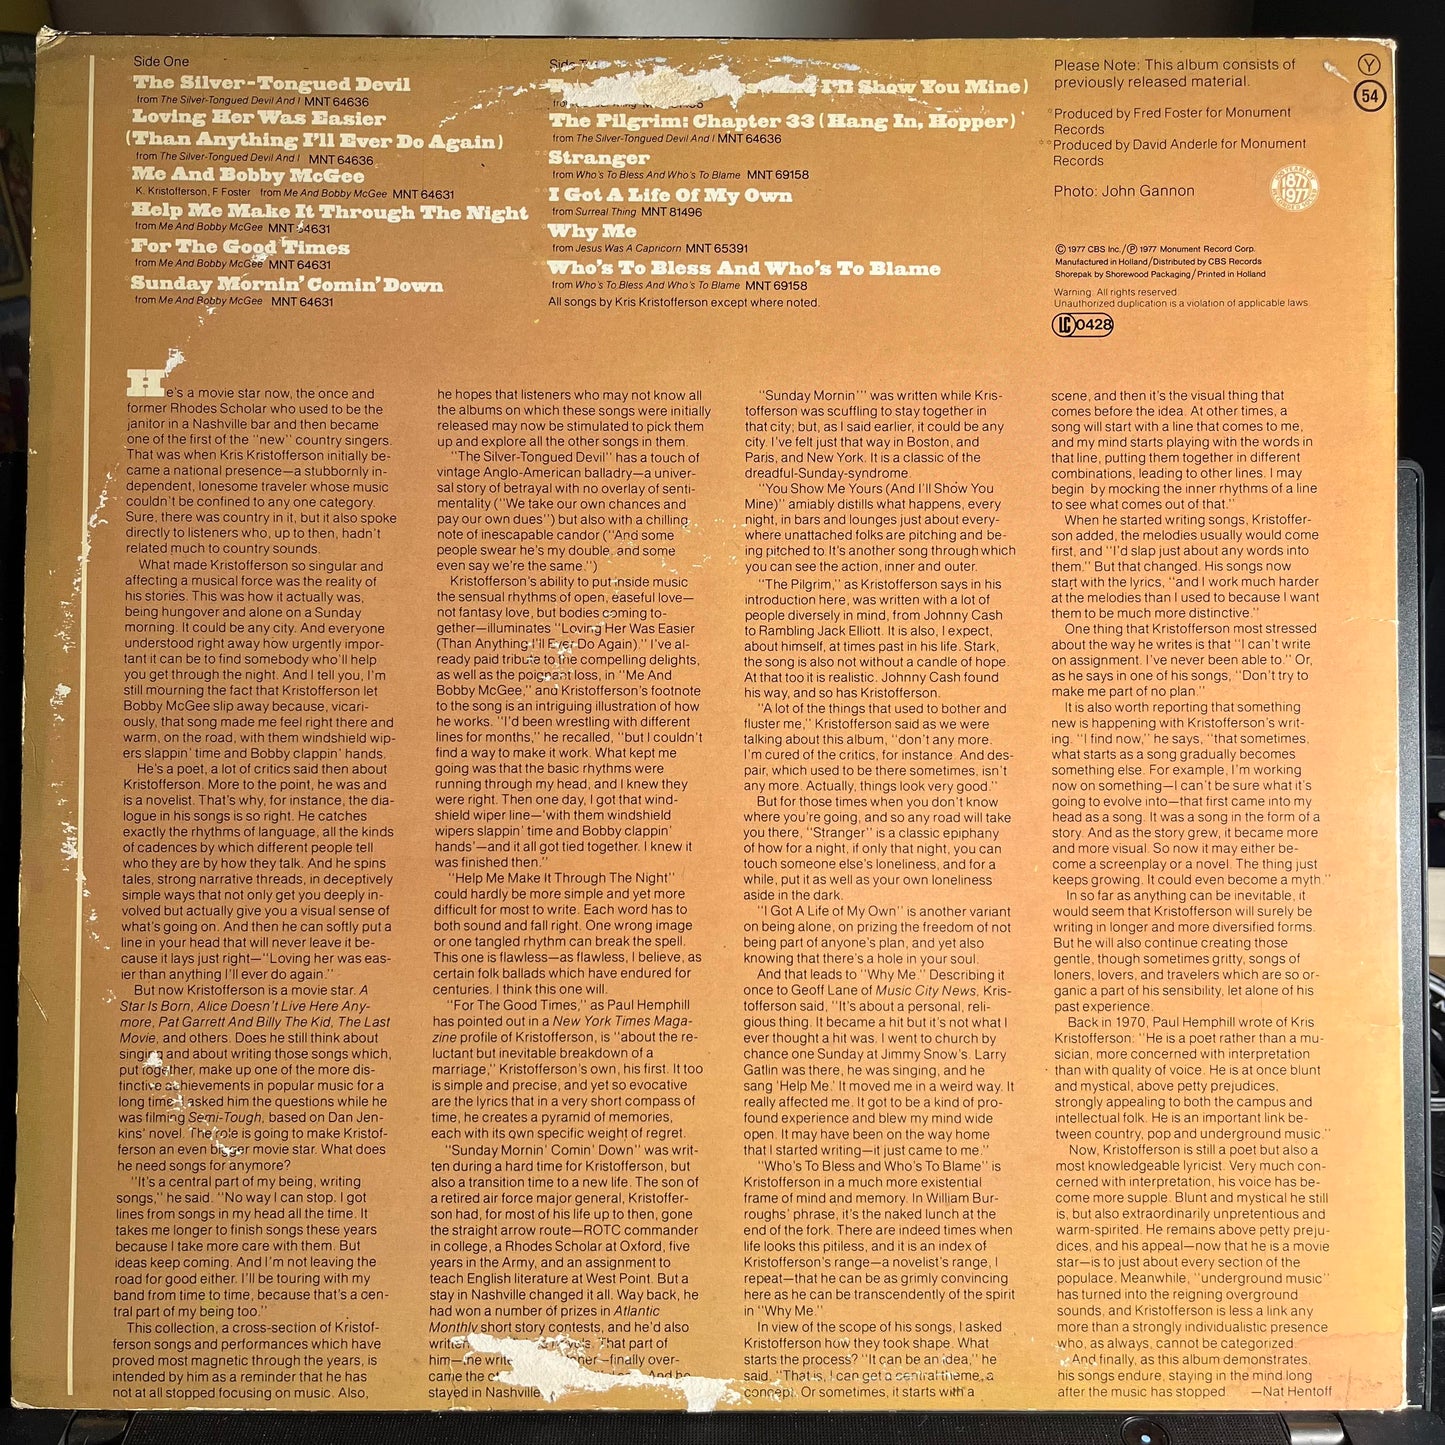 Side One
The Silver-Tongued Devil
from The Silver-Tongued Devil And I MNT 64636
Loving Her Was Easier
(Than Anything I'll Ever Do Again)
from The Silver-Tongued Devil And I MNT 64636
Me And Bobby McGee
K. Kristofferson, F Foster from Me And Bobby McGee MNT 64631
Help Me Make It Through The Night
from Me And Bobby McGee MNT 64631
For The Good Times
from Me And Bobby McGee MNT 64631
Sunday Mornin' Comin' Down
from Me And Bobby McGee MNT 64631
Side
I'll Show You Mine)
The Pilgrim: Chapter 33 (Hang In, Hopper)
from The Silver-Tongued Devil And I MNT 64636
Stranger
from Who's To Bless And Who's To Blame MNT 69158
I Got A Life Of My Own
from Surreal Thing MNT 81496
Why Me
from Jesus Was A Capricorn MNT 65391
Who's To Bless And Who's To Blame
from Who's To Bless And Who's To Blame MNT 69158
All songs by Kris Kristofferson except where noted.
Please Note: This album consists of
previously released material.
*Produced by Fred Foster for Monument
Records
**Produced by David Anderle for Monument
Records
Photo: John Gannon
Y
54
1877
1977
© 1977 CBS Inc./℗ 1977 Monument Record Corp.
Manufactured in Holland/Distributed by CBS Records
Shorepak by Shorewood Packaging/Printed in Holland
Warning. All rights reserved.
Unauthorized duplication is a violation of applicable laws.
LC 0428
He's a movie star now, the once and
former Rhodes Scholar who used to be the
janitor in a Nashville bar and then became
one of the first of the "new" country singers.
That was when Kris Kristofferson initially be-
came a national presence—a stubbornly in-
dependent, lonesome traveler whose music
couldn't be confined to any one category.
Sure, there was country in it, but it also spoke
directly to listeners who, up to then, hadn't
related much to country sounds.
What made Kristofferson so singular and
affecting a musical force was the reality of
his stories. This was how it actually was,
being hungover and alone on a Sunday
morning. It could be any city. And everyone
understood right away how urgently impor-
tant it can be to find somebody who'll help
you get through the night. And I tell you, I'm
still mourning the fact that Kristofferson let
Bobby McGee slip away because, vicari-
ously, that song made me feel right there and
warm, on the road, with them windshield wip-
ers slappin' time and Bobby clappin' hands.
He's a poet, a lot of critics said then about
Kristofferson. More to the point, he was and
is a novelist. That's why, for instance, the dia-
logue in his songs is so right. He catches
exactly the rhythms of language, all the kinds
of cadences by which different people tell
who they are by how they talk. And he spins
tales, strong narrative threads, in deceptively
simple ways that not only get you deeply in-
volved but actually give you a visual sense of
what's going on. And then he can softly put a
line in your head that will never leave it be-
cause it lays just right—"Loving her was eas-
ier than anything I'll ever do again."
But now Kristofferson is a movie star. A
Star Is Born, Alice Doesn't Live Here Any-
more, Pat Garrett And Billy The Kid, The Last
Movie, and others. Does he still think about
singing and about writing those songs which,
put together, make up one of the more dis-
tinctive achievements in popular music for a
long time, I asked him the questions while he
was filming Semi-Tough, based on Dan Jen-
kins' novel. The role is going to make Kristof-
ferson an even bigger movie star. What does
he need songs for anymore?
"It's a central part of my being, writing
songs," he said. "No way I can stop. I got
lines from songs in my head all the time. It
takes me longer to finish songs these years
because I take more care with them. But
ideas keep coming. And I'm not leaving the
road for good either. I'll be touring with my
band from time to time, because that's a cen-
tral part of my being too."
This collection, a cross-section of Kristof-
ferson songs and performances which have
proved most magnetic through the years, is
intended by him as a reminder that he has
not at all stopped focusing on music. Also,
he hopes that listeners who may not know all
the albums on which these songs were initially
released may now be stimulated to pick them
up and explore all the other songs in them.
"The Silver-Tongued Devil" has a touch of
vintage Anglo-American balladry—a univer-
sal story of betrayal with no overlay of senti-
mentality ("We take our own chances and
pay our own dues") but also with a chilling
note of inescapable candor ("And some
people swear he's my double, and some
even say we're the same.")
Kristofferson's ability to put inside music
the sensual rhythms of open, easeful love—
not fantasy love, but bodies coming to-
gether—illuminates "Loving Her Was Easier
(Than Anything I'll Ever Do Again)." I've al-
ready paid tribute to the compelling delights,
as well as the poignant loss, in "Me And
Bobby McGee," and Kristofferson's footnote
to the song is an intriguing illustration of how
he works. "I'd been wrestling with different
lines for months," he recalled, "but I couldn't
find a way to make it work. What kept me
going was that the basic rhythms were
running through my head, and I knew they
were right. Then one day, I got that wind-
shield wiper line—'with them windshield
wipers slappin' time and Bobby clappin'
hands'—and it all got tied together. I knew it
was finished then."
"Help Me Make It Through The Night"
could hardly be more simple and yet more
difficult for most to write. Each word has to
both sound and fall right. One wrong image
or one tangled rhythm can break the spell.
This one is flawless—as flawless, I believe, as
certain folk ballads which have endured for
centuries. I think this one will.
"For The Good Times," as Paul Hemphill
has pointed out in a New York Times Maga-
zine profile of Kristofferson, is "about the re-
luctant but inevitable breakdown of a
marriage," Kristofferson's own, his first. It too
is simple and precise, and yet so evocative
are the lyrics that in a very short compass of
time, he creates a pyramid of memories,
each with its own specific weight of regret.
"Sunday Mornin' Comin' Down" was writ-
ten during a hard time for Kristofferson, but
also a transition time to a new life. The son of
a retired air force major general, Kristoffer-
son had, for most of his life up to then, gone
the straight arrow route—ROTC commander
in college, a Rhodes Scholar at Oxford, five
years in the Army, and an assignment to
teach English literature at West Point. But a
stay in Nashville changed it all. Way back, he
had won a number of prizes in Atlantic
Monthly short story contests, and he'd also
written That part of
him—the —finally over-
came the And he
stayed in Nashville.
"Sunday Mornin'" was written while Kris-
tofferson was scuffling to stay together in
that city; but, as I said earlier, it could be any
city. I've felt just that way in Boston, and
Paris, and New York. It is a classic of the
dreadful-Sunday-syndrome
"You Show Me Yours (And I'll Show You
Mine)" amiably distills what happens, every
night, in bars and lounges just about every-
where unattached folks are pitching and be-
ing pitched to. It's another song through which
you can see the action, inner and outer.
"The Pilgrim," as Kristofferson says in his
introduction here, was written with a lot of
people diversely in mind, from Johnny Cash
to Rambling Jack Elliott. It is also, I expect,
about himself, at times past in his life. Stark,
the song is also not without a candle of hope.
At that too it is realistic. Johnny Cash found
his way, and so has Kristofferson.
"A lot of the things that used to bother and
fluster me," Kristofferson said as we were
talking about this album, "don't any more.
I'm cured of the critics, for instance. And des-
pair, which used to be there sometimes, isn't
any more. Actually, things look very good."
But for those times when you don't know
where you're going, and so any road will take
you there, "Stranger" is a classic epiphany
of how for a night, if only that night, you can
touch someone else's loneliness, and for a
while, put it as well as your own loneliness
aside in the dark.
"I Got A Life of My Own" is another variant
on being alone, on prizing the freedom of not
being part of anyone's plan, and yet also
knowing that there's a hole in your soul.
And that leads to "Why Me." Describing it
once to Geoff Lane of Music City News, Kris-
tofferson said, "It's about a personal, reli-
gious thing. It became a hit but it's not what I
ever thought a hit was. I went to church by
chance one Sunday at Jimmy Snow's. Larry
Gatlin was there, he was singing, and he
sang 'Help Me.' It moved me in a weird way. It
really affected me. It got to be a kind of pro-
found experience and blew my mind wide
open. It may have been on the way home
that I started writing—it just came to me."
"Who's To Bless and Who's To Blame" is
Kristofferson in a much more existential
frame of mind and memory. In William Bur-
roughs' phrase, it's the naked lunch at the
end of the fork. There are indeed times when
life looks this pitiless, and it is an index of
Kristofferson's range—a novelist's range, I
repeat—that he can be as grimly convincing
here as he can be transcendently of the spirit
in "Why Me."
In view of the scope of his songs, I asked
Kristofferson how they took shape. What
starts the process? "It can be an idea," he
said, "That is, I can get a central theme, a
concept. Or sometimes, it starts with a
scene, and then it's the visual thing that
comes before the idea. At other times, a
song will start with a line that comes to me,
and my mind starts playing with the words in
that line, putting them together in different
combinations, leading to other lines. I may
begin by mocking the inner rhythms of a line
to see what comes out of that."
When he started writing songs, Kristoffer-
son added, the melodies usually would come
first, and "I'd slap just about any words into
them." But that changed. His songs now
start with the lyrics, "and I work much harder
at the melodies than I used to because I want
them to be much more distinctive."
One thing that Kristofferson most stressed
about the way he writes is that "I can't write
on assignment. I've never been able to." Or,
as he says in one of his songs, "Don't try to
make me part of no plan."
It is also worth reporting that something
new is happening with Kristofferson's writ-
ing. "I find now," he says, "that sometimes,
what starts as a song gradually becomes
something else. For example, I'm working
now on something—I can't be sure what it's
going to evolve into—that first came into my
head as a song. It was a song in the form of a
story. And as the story grew, it became more
and more visual. So now it may either be-
come a screenplay or a novel. The thing just
keeps growing. It could even become a myth."
In so far as anything can be inevitable, it
would seem that Kristofferson will surely be
writing in longer and more diversified forms.
But he will also continue creating those
gentle, though sometimes gritty, songs of
loners, lovers, and travelers which are so or-
ganic a part of his sensibility, let alone of his
past experience.
Back in 1970, Paul Hemphill wrote of Kris
Kristofferson: "He is a poet rather than a mu-
sician, more concerned with interpretation
than with quality of voice. He is at once blunt
and mystical, above petty prejudices,
strongly appealing to both the campus and
intellectual folk. He is an important link be-
tween country, pop and underground music."
Now, Kristofferson is still a poet but also a
most knowledgeable lyricist. Very much con-
cerned with interpretation, his voice has be-
come more supple. Blunt and mystical he still
is, but also extraordinarily unpretentious and
warm-spirited. He remains above petty preju-
dices, and his appeal—now that he is a movie
star—is to just about every section of the
populace. Meanwhile, "underground music"
has turned into the reigning overground
sounds, and Kristofferson is less a link any
more than a strongly individualistic presence
who, as always, cannot be categorized.
And finally, as this album demonstrates,
his songs endure, staying in the mind long
after the music has stopped. —Nat Hentoff